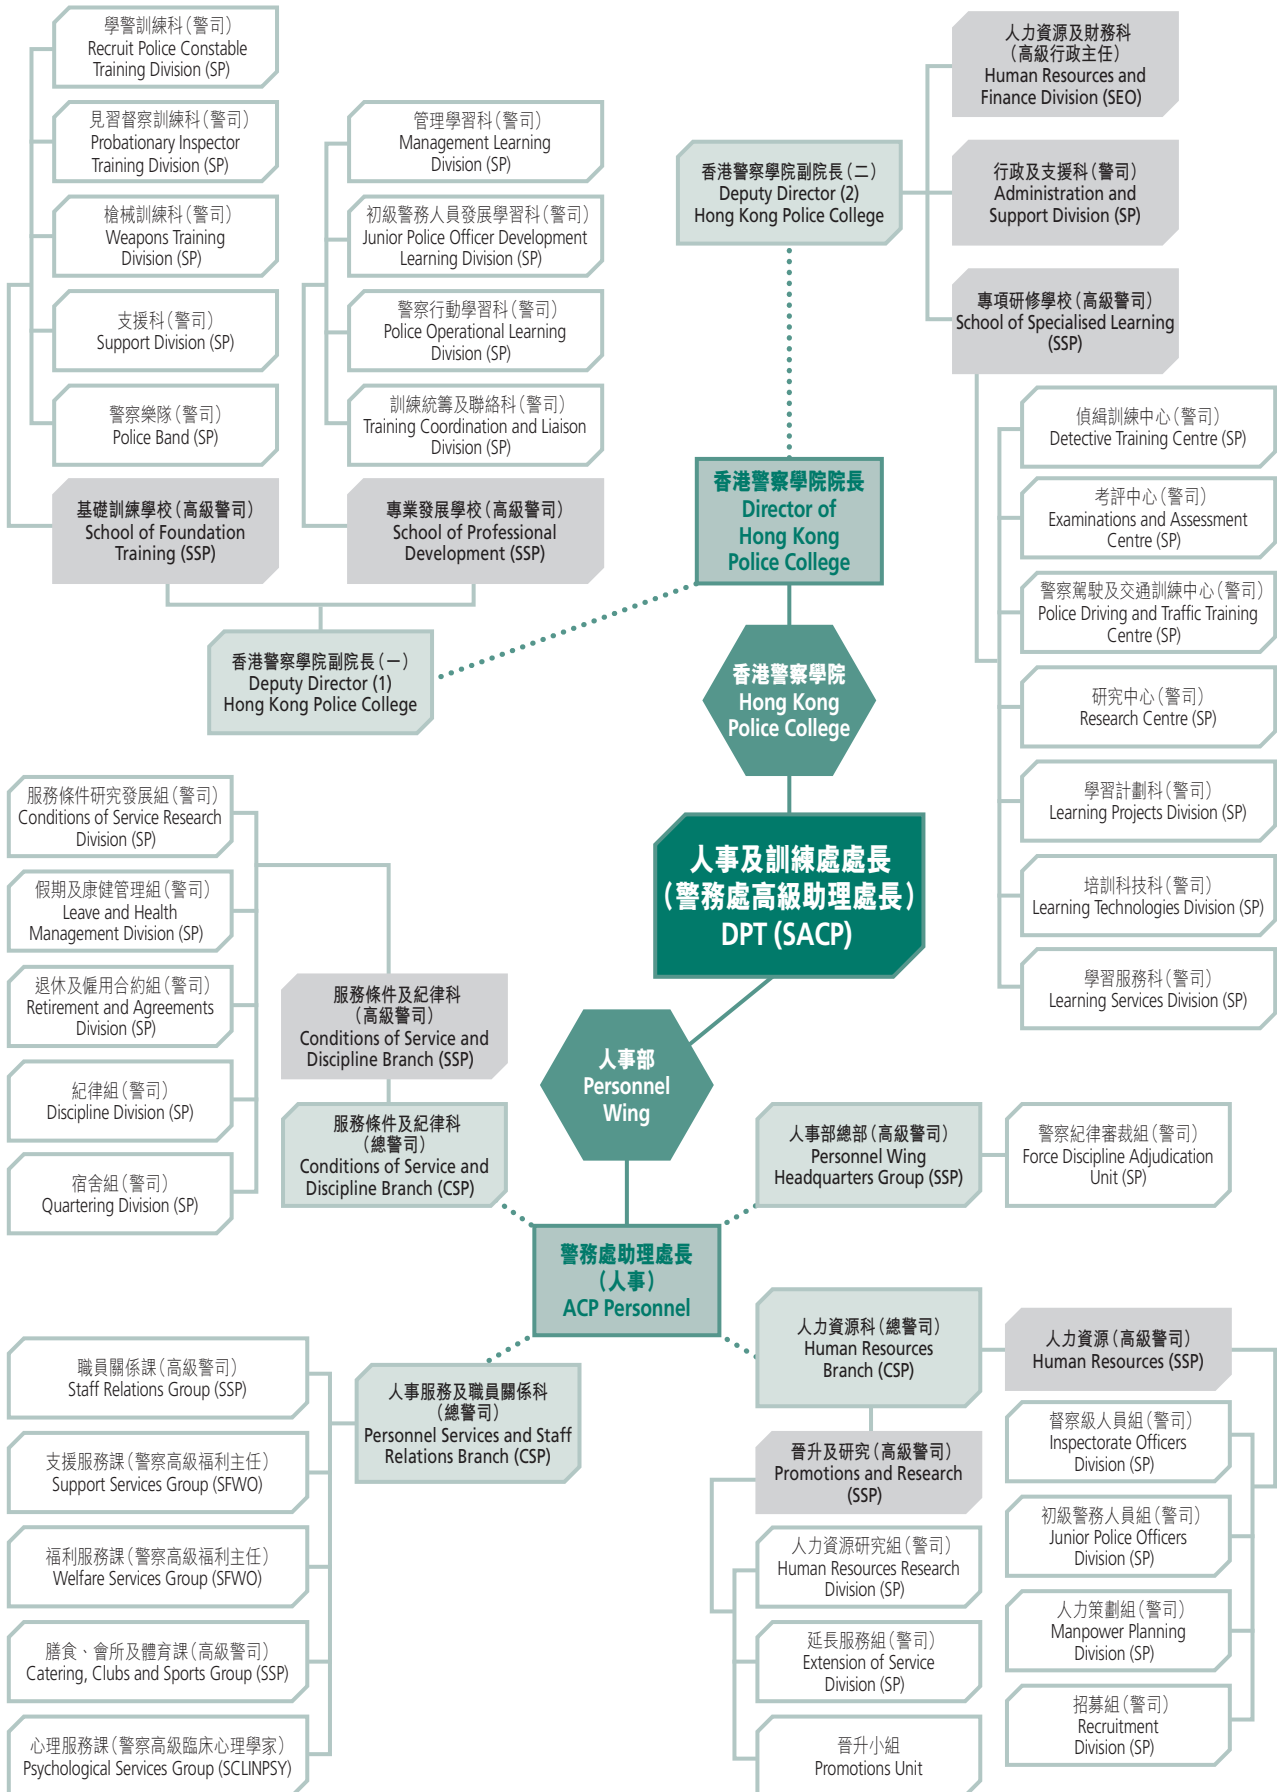 學警訓練科(警司)
Recruit Police Constable
Training Division (SP)
見習督察訓練科(警司)
Probationary Inspector
Training Division (SP)
槍械訓練科(警司)
Weapons Training
Division (SP)
支援科(警司)
Support Division (SP)
警察樂隊(警司)
Police Band (SP)
基礎訓練學校(高級警司)
School of Foundation
Training (SSP)
管理學習科(警司)
Management Learning
Division (SP)
初級警務人員發展學習科(警司)
Junior Police Officer Development
Learning Division (SP)
警察行動學習科(警司)
Police Operational Learning
Division (SP)
訓練統籌及聯絡科(警司)
Training Coordination and Liaison
Division (SP)
專業發展學校(高級警司)
School of Professional
Development (SSP)
香港警察學院副院長(一)
Deputy Director (1)
Hong Kong Police College
人力資源及財務科
(高級行政主任)
Human Resources and
Finance Division (SEO)
香港警察學院副院長(二)
Deputy Director (2)
Hong Kong Police College
行政及支援科(警司)
Administration and
Support Division (SP)
專項研修學校(高級警司)
School of Specialised Learning
(SSP)
偵緝訓練中心(警司)
Detective Training Centre (SP)
考評中心(警司)
Examinations and Assessment
Centre (SP)
警察駕駛及交通訓練中心(警司)
Police Driving and Traffic Training
Centre (SP)
研究中心(警司)
Research Centre (SP)
學習計劃科(警司)
Learning Projects Division (SP)
培訓科技科(警司)
Learning Technologies Division (SP)
學習服務科(警司)
Learning Services Division (SP)
香港警察學院院長
Director of
Hong Kong
Police College
香港警察學院
Hong Kong
Police College
人事及訓練處處長
(警務處高級助理處長)
DPT (SACP)
人事部
Personnel
Wing
服務條件研究發展組(警司)
Conditions of Service Research
Division (SP)
假期及康健管理組(警司)
Leave and Health
Management Division (SP)
退休及僱用合約組(警司)
Retirement and Agreements
Division (SP)
紀律組(警司)
Discipline Division (SP)
宿舍組(警司)
Quartering Division (SP)
服務條件及紀律科
(高級警司)
Conditions of Service and
Discipline Branch (SSP)
服務條件及紀律科
(總警司)
Conditions of Service and
Discipline Branch (CSP)
人事部總部(高級警司)
Personnel Wing
Headquarters Group (SSP)
警察紀律審裁組(警司)
Force Discipline Adjudication
Unit (SP)
警務處助理處長
(人事)
ACP Personnel
職員關係課(高級警司)
Staff Relations Group (SSP)
支援服務課(警察高級福利主任)
Support Services Group (SFWO)
福利服務課(警察高級福利主任)
Welfare Services Group (SFWO)
膳食、會所及體育課(高級警司)
Catering, Clubs and Sports Group (SSP)
心理服務課(警察高級臨床心理學家)
Psychological Services Group (SCLINPSY)
人事服務及職員關係科
(總警司)
Personnel Services and Staff
Relations Branch (CSP)
人力資源科(總警司)
Human Resources
Branch (CSP)
人力資源(高級警司)
Human Resources (SSP)
晉升及研究(高級警司)
Promotions and Research
(SSP)
人力資源研究組(警司)
Human Resources Research
Division (SP)
延長服務組(警司)
Extension of Service
Division (SP)
晉升小組
Promotions Unit
督察級人員組(警司)
Inspectorate Officers
Division (SP)
初級警務人員組(警司)
Junior Police Officers
Division (SP)
人力策劃組(警司)
Manpower Planning
Division (SP)
招募組(警司)
Recruitment
Division (SP)